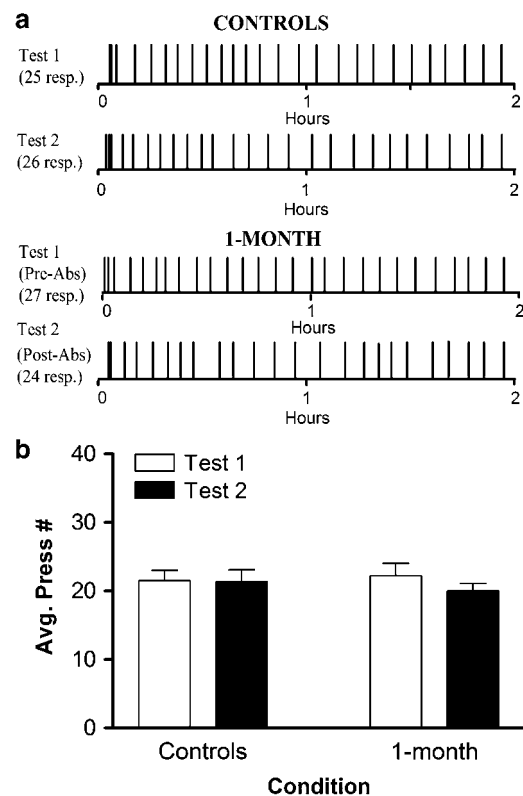 a
CONTROLS
Test 1
(25 resp.)
0 1 2
Hours
Test 2
(26 resp.)
0 1 2
Hours
1-MONTH
Test 1
(Pre-Abs)
(27 resp.)
0 1 2
Hours
Test 2
(Post-Abs)
(24 resp.)
0 1 2
Hours
b
40
30
20
10
0
Avg. Press #
Test 1
Test 2
Controls 1-month
Condition